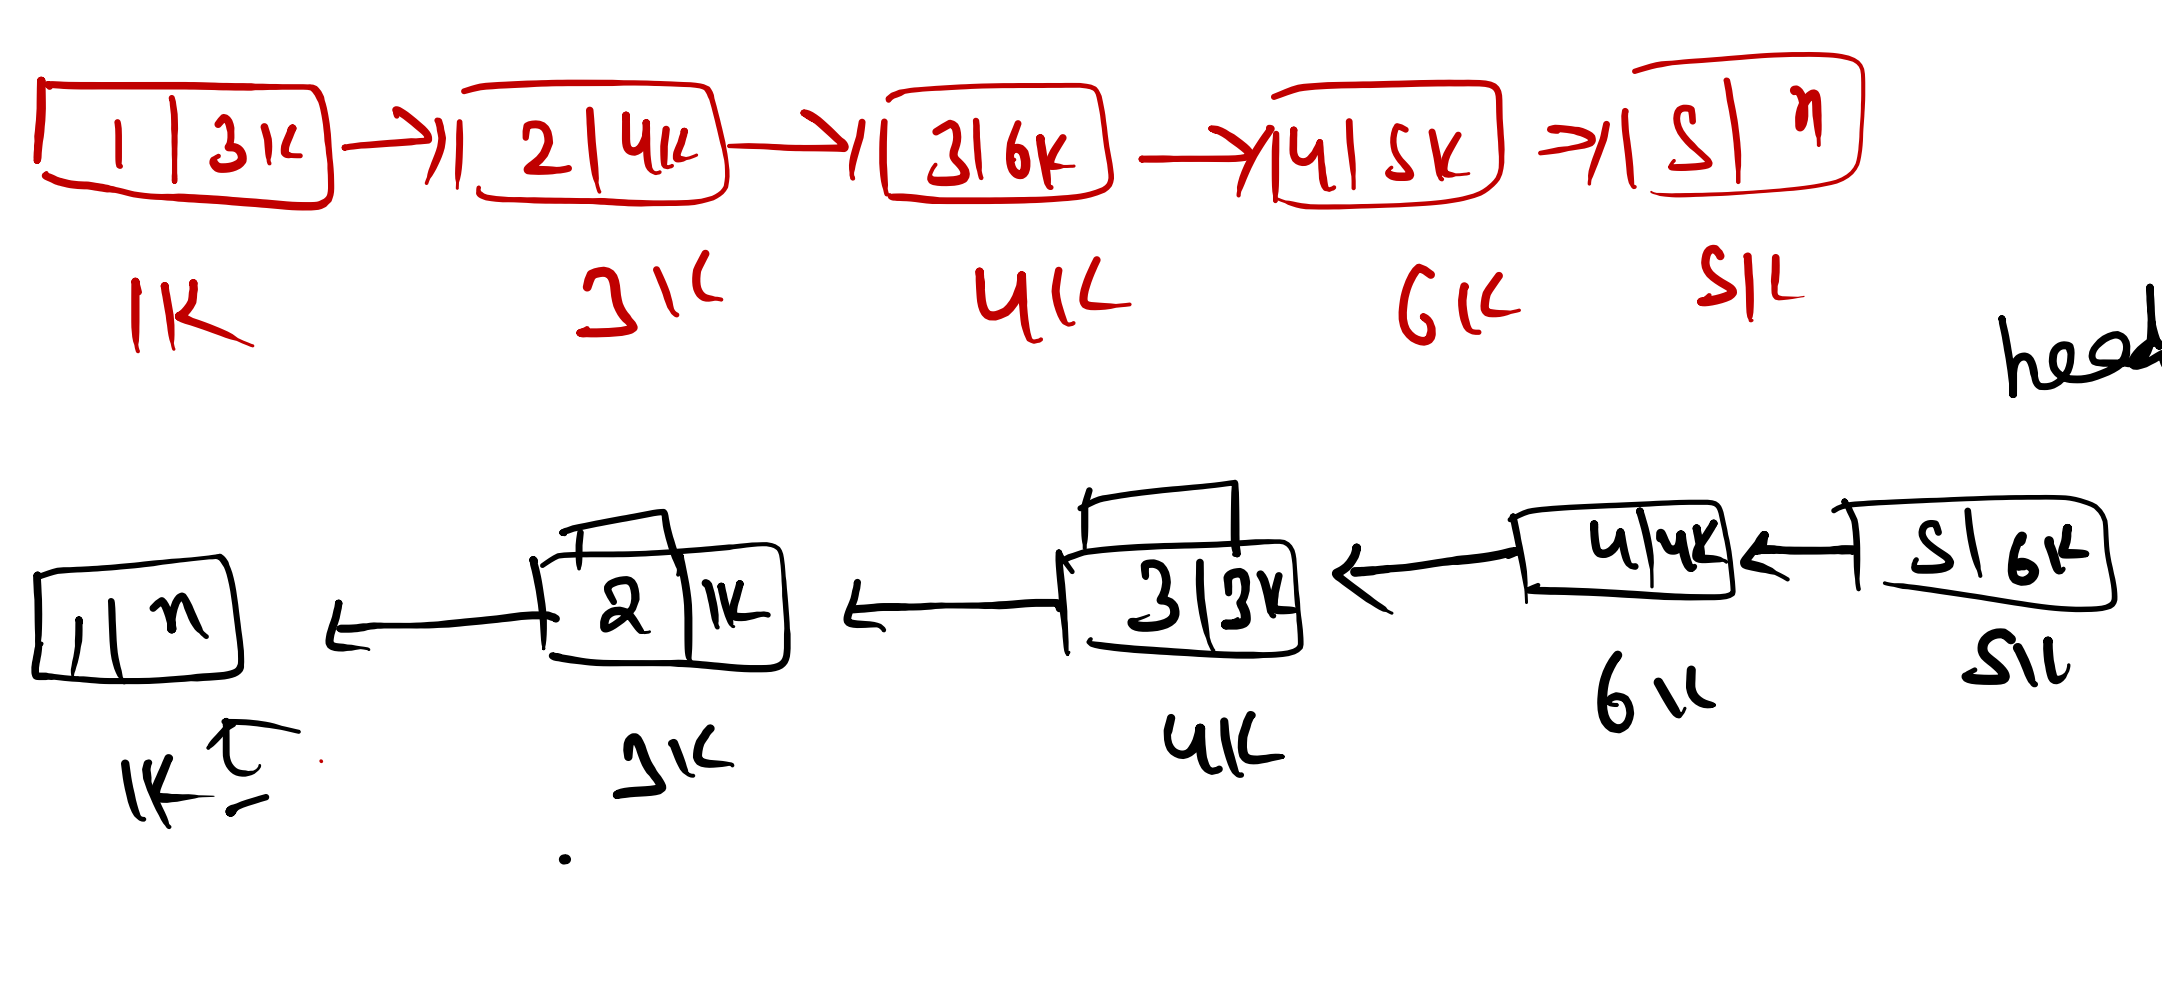 1 | 3K → 2 | 4K → 3 | 6K → 4 | 5K → 5 | n
1K 3K 4K 6K 5K
head
1 | n ← 2 | 1K ← 3 | 3K ← 4 | 4K ← 5 | 6K
1K 3K 4K 6K 5K